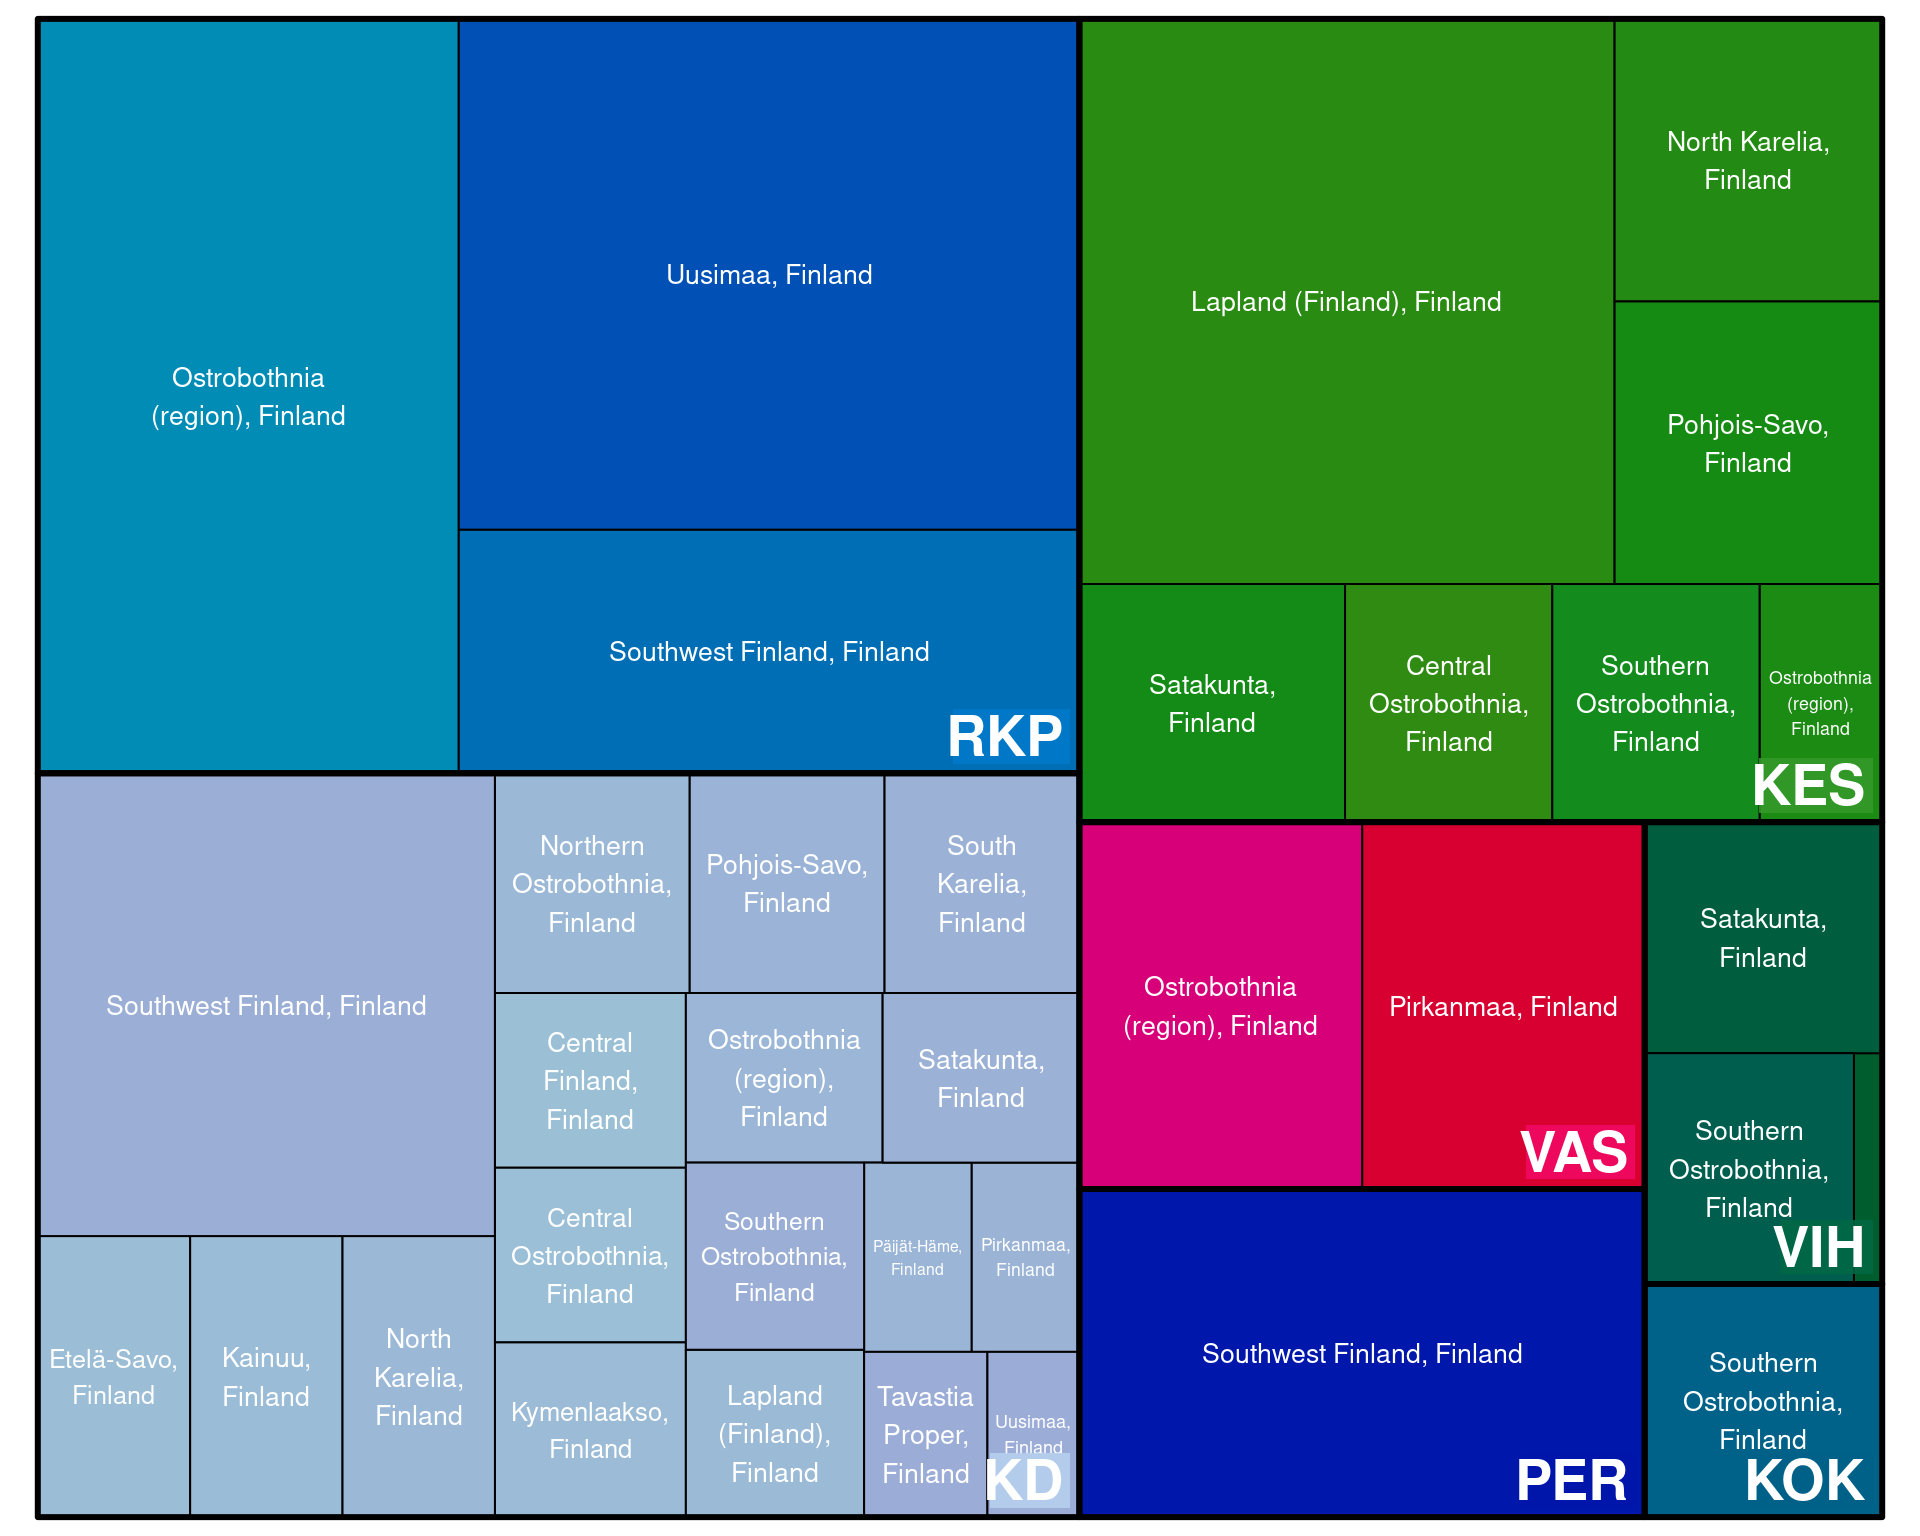 Ostrobothnia
(region), Finland
Uusimaa, Finland
Southwest Finland, Finland
RKP
Lapland (Finland), Finland
North Karelia,
Finland
Pohjois-Savo,
Finland
Satakunta,
Finland
Central
Ostrobothnia,
Finland
Southern
Ostrobothnia,
Finland
Ostrobothnia
(region),
Finland
KES
Southwest Finland, Finland
Northern
Ostrobothnia,
Finland
Pohjois-Savo,
Finland
South
Karelia,
Finland
Central
Finland,
Finland
Ostrobothnia
(region),
Finland
Satakunta,
Finland
Central
Ostrobothnia,
Finland
Southern
Ostrobothnia,
Finland
Päijät-Häme,
Finland
Pirkanmaa,
Finland
Etelä-Savo,
Finland
Kainuu,
Finland
North
Karelia,
Finland
Kymenlaakso,
Finland
Lapland
(Finland),
Finland
Tavastia
Proper,
Finland
Uusimaa,
Finland
KD
Ostrobothnia
(region), Finland
Pirkanmaa, Finland
VAS
Satakunta,
Finland
Southern
Ostrobothnia,
Finland
VIH
Southwest Finland, Finland
PER
Southern
Ostrobothnia,
Finland
KOK